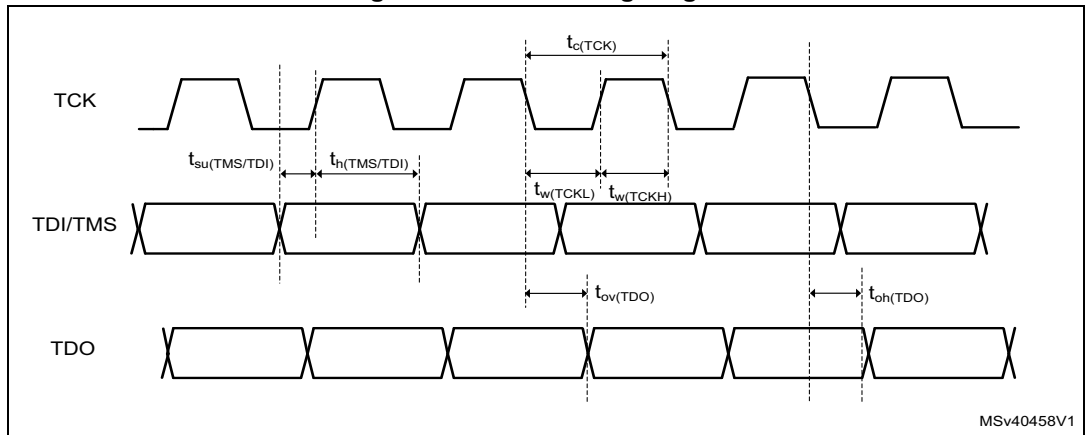 t_c(TCK)
TCK
t_su(TMS/TDI) t_h(TMS/TDI)
t_w(TCKL) t_w(TCKH)
TDI/TMS
t_ov(TDO) t_oh(TDO)
TDO
MSv40458V1